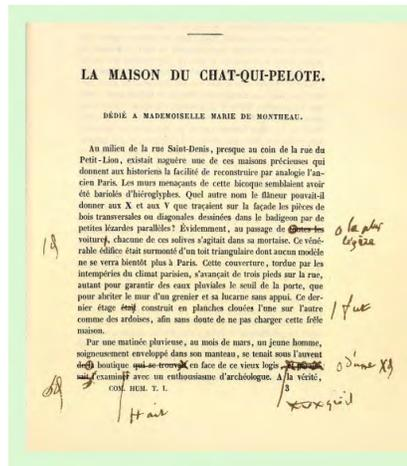 LA MAISON DU CHAT-QUI-PELOTE.
DÉDIÉ A MADEMOISELLE MARIE DE MONTHEAU.
Au milieu de la rue Saint-Denis, presque au coin de la rue du
Petit-Lion, existait naguère une de ces maisons précieuses qui
donnent aux historiens la facilité de reconstruire par analogie l'an-
cien Paris. Les murs menaçants de cette bicoque semblaient avoir
été bariolés d'hiéroglyphes. Quel autre nom le flâneur pouvait-il
donner aux X et aux V que traçaient sur la façade les pièces de
bois transversales ou diagonales dessinées dans le badigeon par de
petites lézardes parallèles? Évidemment, au passage de toutes les
voitures, chacune de ces solives s'agitait dans sa mortaise. Ce véné-
rable édifice était surmonté d'un toit triangulaire dont aucun modèle
ne se verra bientôt plus à Paris. Cette couverture, tordue par les
intempéries du climat parisien, s'avançait de trois pieds sur la rue,
autant pour garantir des eaux pluviales le seuil de la porte, que
pour abriter le mur d'un grenier et sa lucarne sans appui. Ce der-
nier étage était construit en planches clouées l'une sur l'autre
comme des ardoises, afin sans doute de ne pas charger cette frêle
maison.
Par une matinée pluvieuse, au mois de mars, un jeune homme,
soigneusement enveloppé dans son manteau, se tenait sous l'auvent
boutique qui se trouvait en face de ce vieux logis,
examiner avec un enthousiasme d'archéologue. A la vérité,
COM. HUM. T. I. 3
la plus
légère
fut
d'une